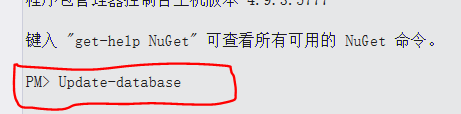 程序包管理器控制台主机版本 4.9.3.5777
键入 "get-help NuGet" 可查看所有可用的 NuGet 命令。
PM> Update-database